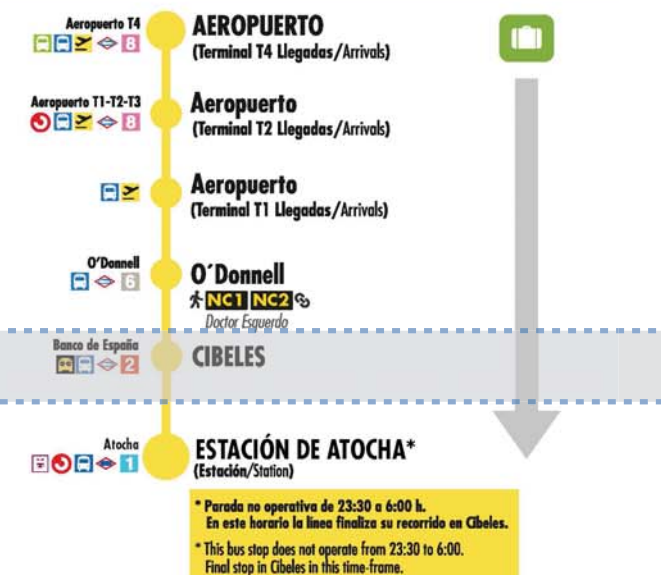 Aeropuerto T4
8
AEROPUERTO
(Terminal T4 Llegadas/Arrivals)
Aeropuerto T1-T2-T3
8
Aeropuerto
(Terminal T2 Llegadas/Arrivals)
Aeropuerto
(Terminal T1 Llegadas/Arrivals)
O'Donnell
6
O´Donnell
NC1 NC2
Doctor Esquerdo
Banco de España
2
CIBELES
Atocha
1
ESTACIÓN DE ATOCHA*
(Estación/Station)
* Parada no operativa de 23:30 a 6:00 h.
En este horario la línea finaliza su recorrido en Cibeles.
* This bus stop does not operate from 23:30 to 6:00.
Final stop in Cibeles in this time-frame.